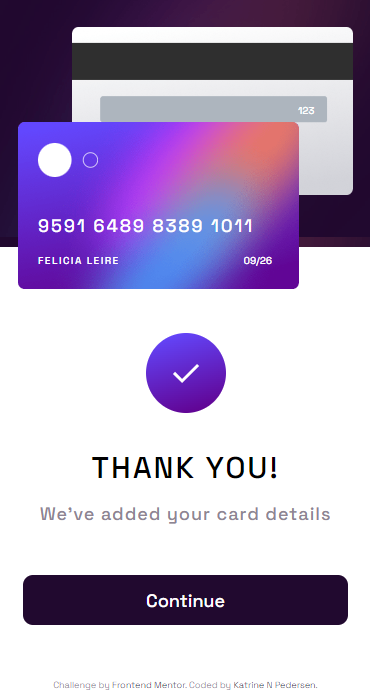 123
9591 6489 8389 1011
FELICIA LEIRE 09/26
THANK YOU!
We've added your card details
Continue
Challenge by Frontend Mentor. Coded by Katrine N Pedersen.